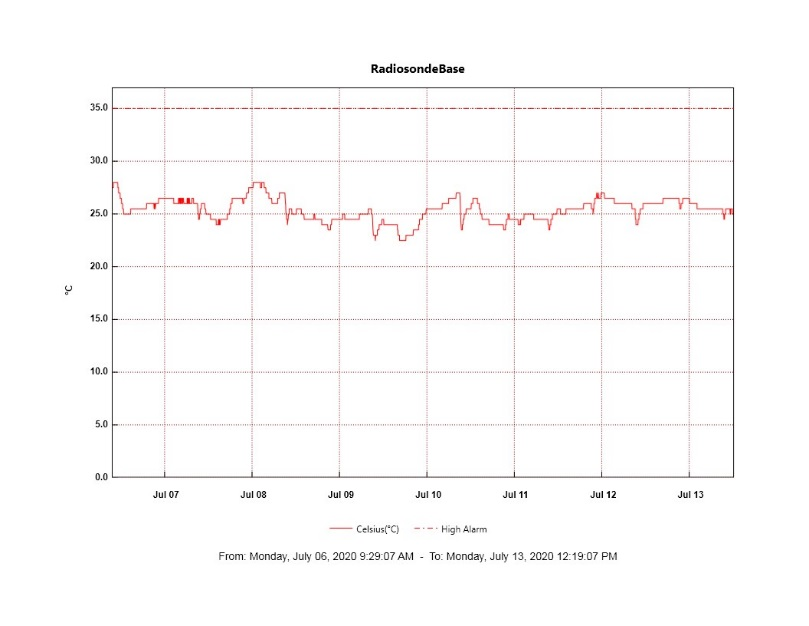 RadiosondeBase
35.0
30.0
25.0
20.0
15.0
10.0
5.0
0.0
°C
Jul 07 Jul 08 Jul 09 Jul 10 Jul 11 Jul 12 Jul 13
Celsius(°C) High Alarm
From: Monday, July 06, 2020 9:29:07 AM - To: Monday, July 13, 2020 12:19:07 PM